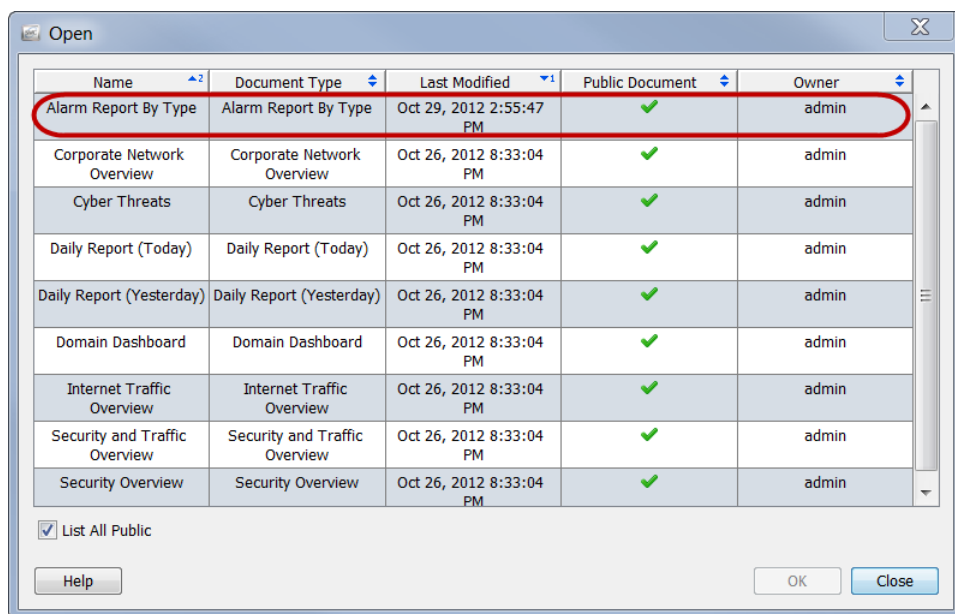 Open
Name 2 Document Type Last Modified 1 Public Document Owner
Alarm Report By Type Alarm Report By Type Oct 29, 2012 2:55:47 admin
PM
Corporate Network Corporate Network Oct 26, 2012 8:33:04 admin
Overview Overview PM
Cyber Threats Cyber Threats Oct 26, 2012 8:33:04 admin
PM
Daily Report (Today) Daily Report (Today) Oct 26, 2012 8:33:04 admin
PM
Daily Report (Yesterday) Daily Report (Yesterday) Oct 26, 2012 8:33:04 admin
PM
Domain Dashboard Domain Dashboard Oct 26, 2012 8:33:04 admin
PM
Internet Traffic Internet Traffic Oct 26, 2012 8:33:04 admin
Overview Overview PM
Security and Traffic Security and Traffic Oct 26, 2012 8:33:04 admin
Overview Overview PM
Security Overview Security Overview Oct 26, 2012 8:33:04 admin
PM
List All Public
Help OK Close